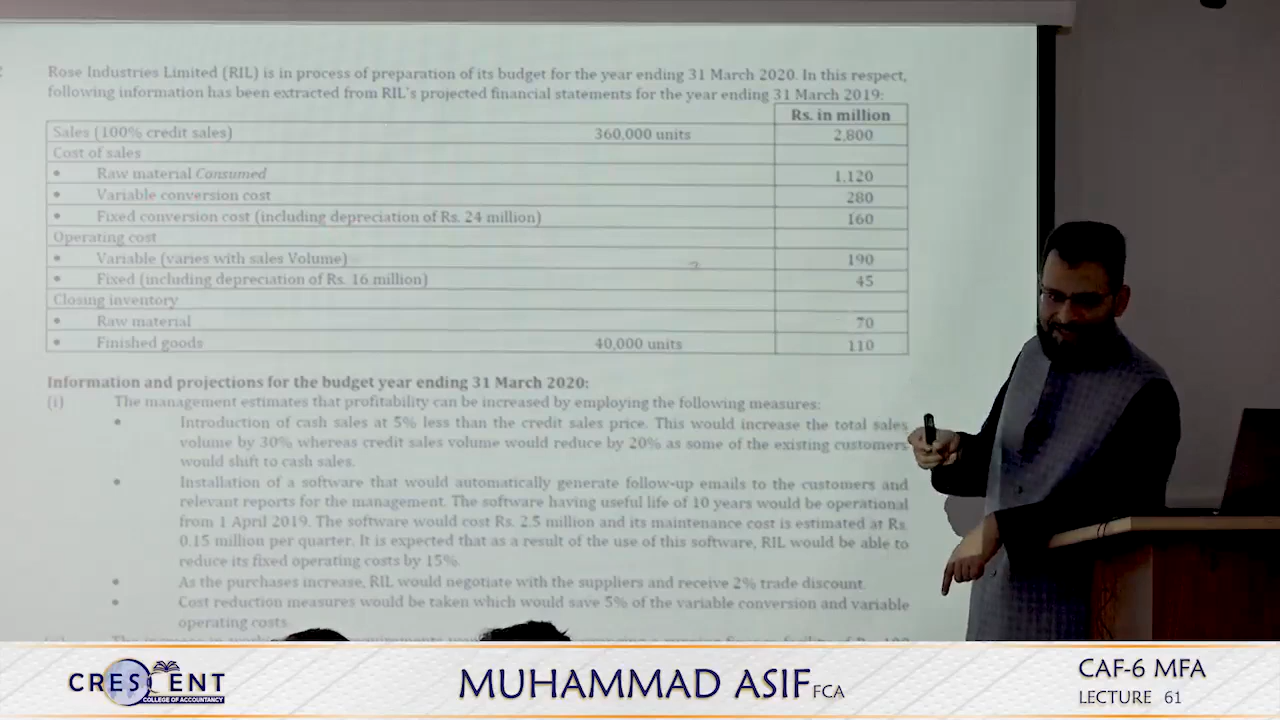 Rose Industries Limited (RIL) is in process of preparation of its budget for the year ending 31 March 2020. In this respect,
following information has been extracted from RIL's projected financial statements for the year ending 31 March 2019:
Rs. in million
Sales (100% credit sales) 360,000 units 2,800
Cost of sales
• Raw material Consumed 1,120
• Variable conversion cost 280
• Fixed conversion cost (including depreciation of Rs. 24 million) 160
Operating cost
• Variable (varies with sales Volume) 190
• Fixed (including depreciation of Rs. 16 million) 45
Closing inventory
• Raw material 70
• Finished goods 40,000 units 110
Information and projections for the budget year ending 31 March 2020:
(i) The management estimates that profitability can be increased by employing the following measures:
• Introduction of cash sales at 5% less than the credit sales price. This would increase the total sales
volume by 30% whereas credit sales volume would reduce by 20% as some of the existing customers
would shift to cash sales.
• Installation of a software that would automatically generate follow-up emails to the customers and
relevant reports for the management. The software having useful life of 10 years would be operational
from 1 April 2019. The software would cost Rs. 2.5 million and its maintenance cost is estimated at Rs.
0.15 million per quarter. It is expected that as a result of the use of this software, RIL would be able to
reduce its fixed operating costs by 15%.
• As the purchases increase, RIL would negotiate with the suppliers and receive 2% trade discount.
• Cost reduction measures would be taken which would save 5% of the variable conversion and variable
operating costs.
The increase in
CRESCENT
COLLEGE OF ACCOUNTANCY
MUHAMMAD ASIF FCA
CAF-6 MFA
LECTURE 61